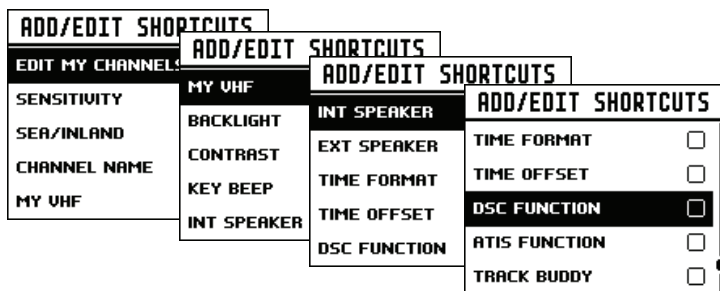 ADD/EDIT SHORTCUTS
EDIT MY CHANNELS
SENSITIVITY
SEA/INLAND
CHANNEL NAME
MY VHF
ADD/EDIT SHORTCUTS
MY VHF
BACKLIGHT
CONTRAST
KEY BEEP
INT SPEAKER
ADD/EDIT SHORTCUTS
INT SPEAKER
EXT SPEAKER
TIME FORMAT
TIME OFFSET
DSC FUNCTION
ADD/EDIT SHORTCUTS
TIME FORMAT
TIME OFFSET
DSC FUNCTION
ATIS FUNCTION
TRACK BUDDY